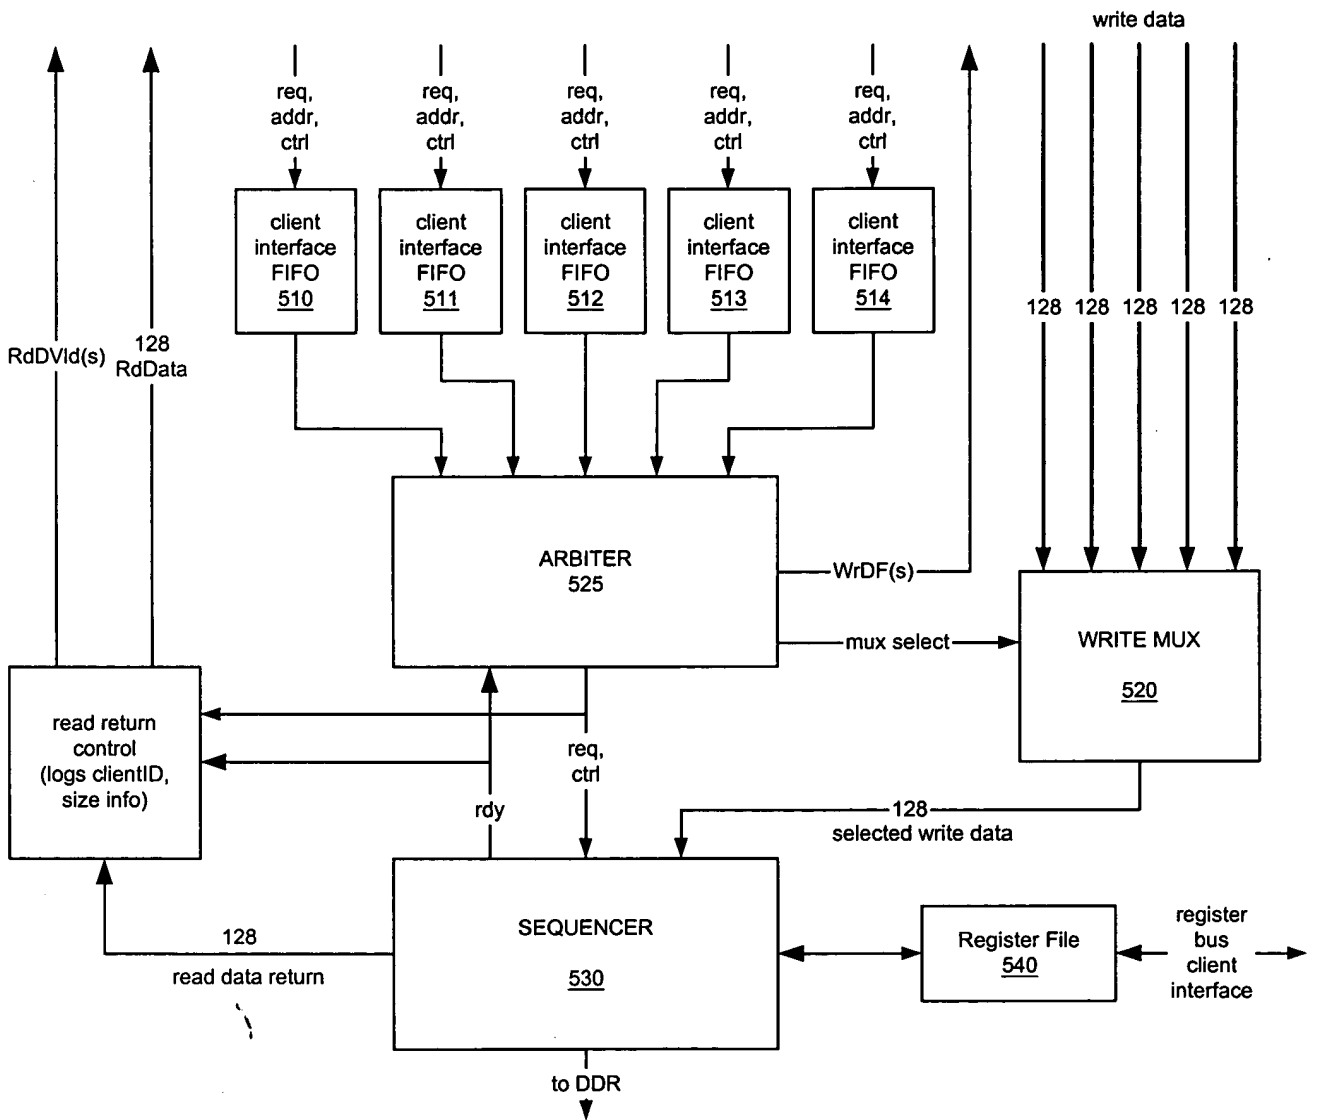 write data
req,
addr,
ctrl
req,
addr,
ctrl
req,
addr,
ctrl
req,
addr,
ctrl
req,
addr,
ctrl
client
interface
FIFO
510
client
interface
FIFO
511
client
interface
FIFO
512
client
interface
FIFO
513
client
interface
FIFO
514
128
128
128
128
128
RdDVld(s)
128
RdData
ARBITER
525
WrDF(s)
mux select
WRITE MUX
520
read return
control
(logs clientID,
size info)
req,
ctrl
rdy
128
selected write data
SEQUENCER
530
128
read data return
Register File
540
register
bus
client
interface
to DDR